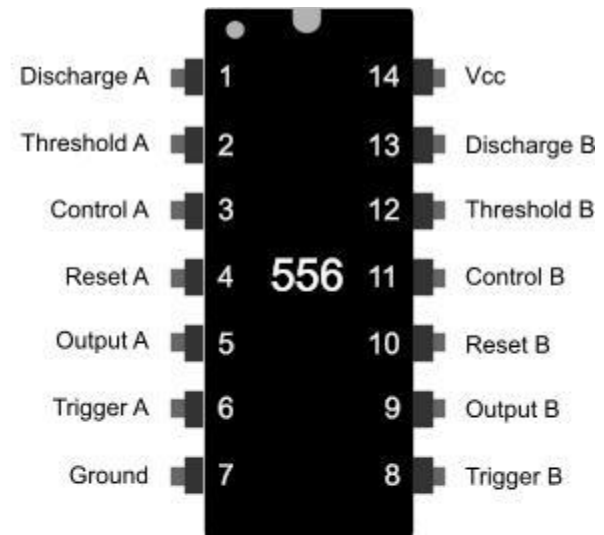 Discharge A 1 14 Vcc
Threshold A 2 13 Discharge B
Control A 3 12 Threshold B
Reset A 4 556 11 Control B
Output A 5 10 Reset B
Trigger A 6 9 Output B
Ground 7 8 Trigger B